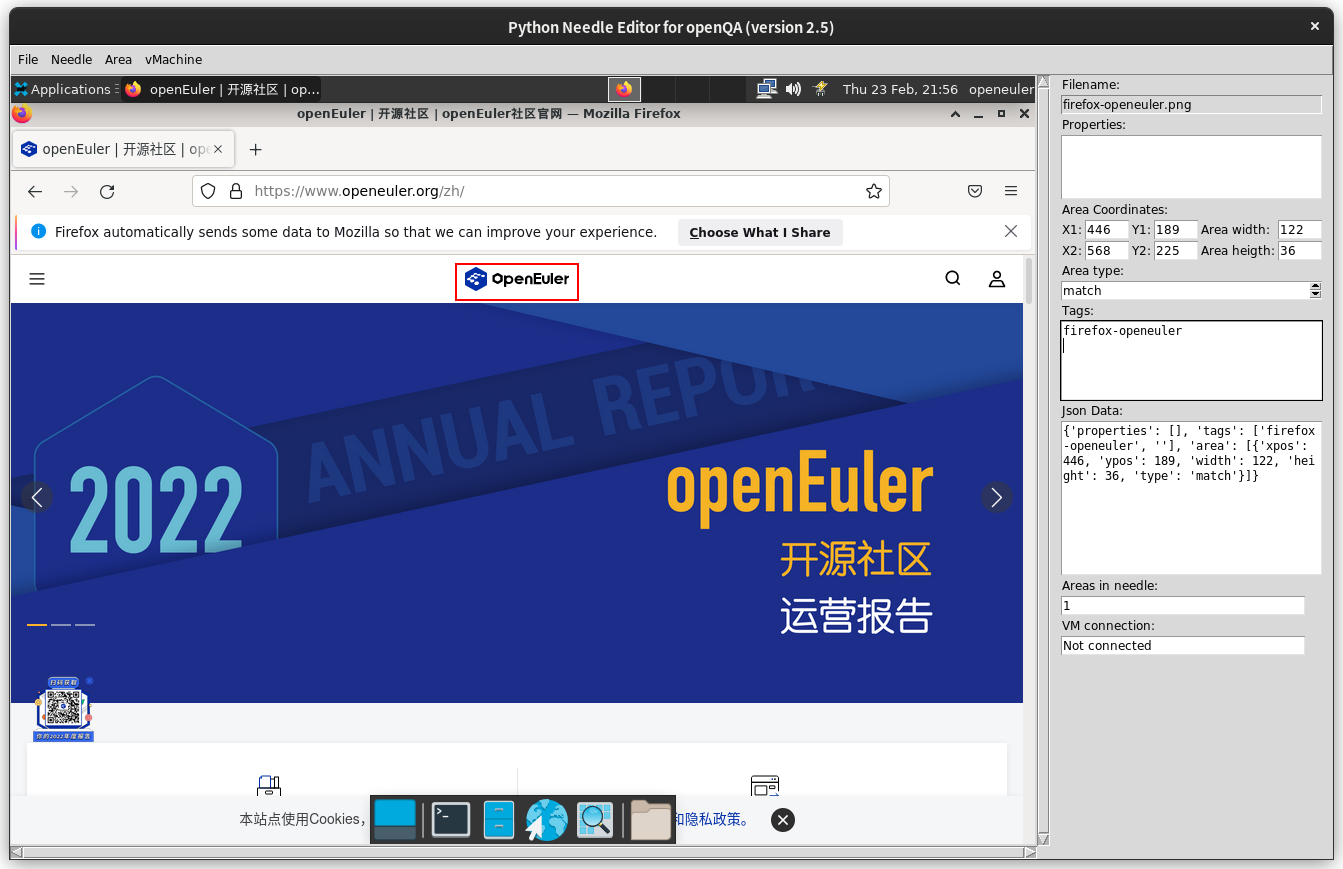 Python Needle Editor for openQA (version 2.5)
File Needle Area vMachine
Applications openEuler | 开源社区 | op... Thu 23 Feb, 21:56 openeuler
openEuler | 开源社区 | openEuler社区官网 — Mozilla Firefox
openEuler | 开源社区 | ope
https://www.openeuler.org/zh/
Firefox automatically sends some data to Mozilla so that we can improve your experience. Choose What I Share
OpenEuler
ANNUAL REPORT
2022
openEuler
开源社区
运营报告
扫码获取
你的2022年度报告
本站点使用Cookies,
和隐私政策。
Filename:
firefox-openeuler.png
Properties:
Area Coordinates:
X1: 446 Y1: 189 Area width: 122
X2: 568 Y2: 225 Area heigth: 36
Area type:
match
Tags:
firefox-openeuler
Json Data:
{'properties': [], 'tags': ['firefox
-openeuler', ''], 'area': [{'xpos':
446, 'ypos': 189, 'width': 122, 'hei
ght': 36, 'type': 'match'}]}
Areas in needle:
1
VM connection:
Not connected